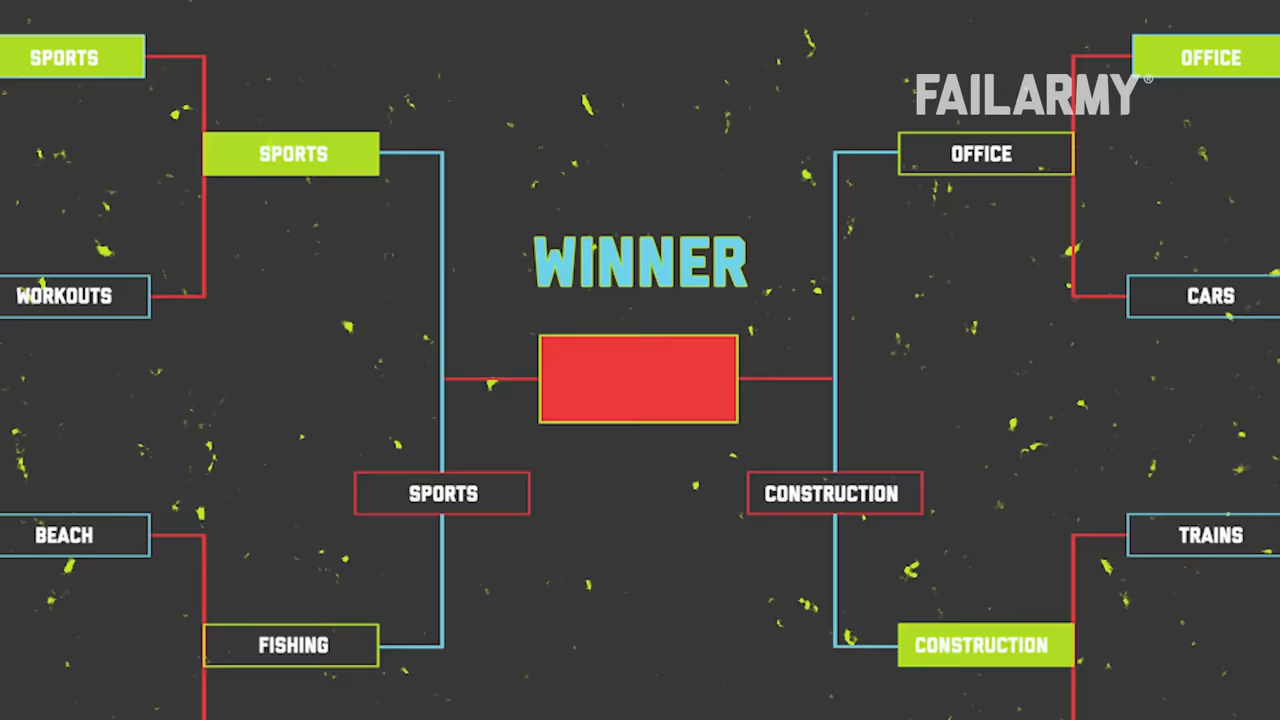 SPORTS
OFFICE
FAILARMY®
SPORTS
OFFICE
WINNER
WORKOUTS
CARS
SPORTS
CONSTRUCTION
BEACH
TRAINS
FISHING
CONSTRUCTION